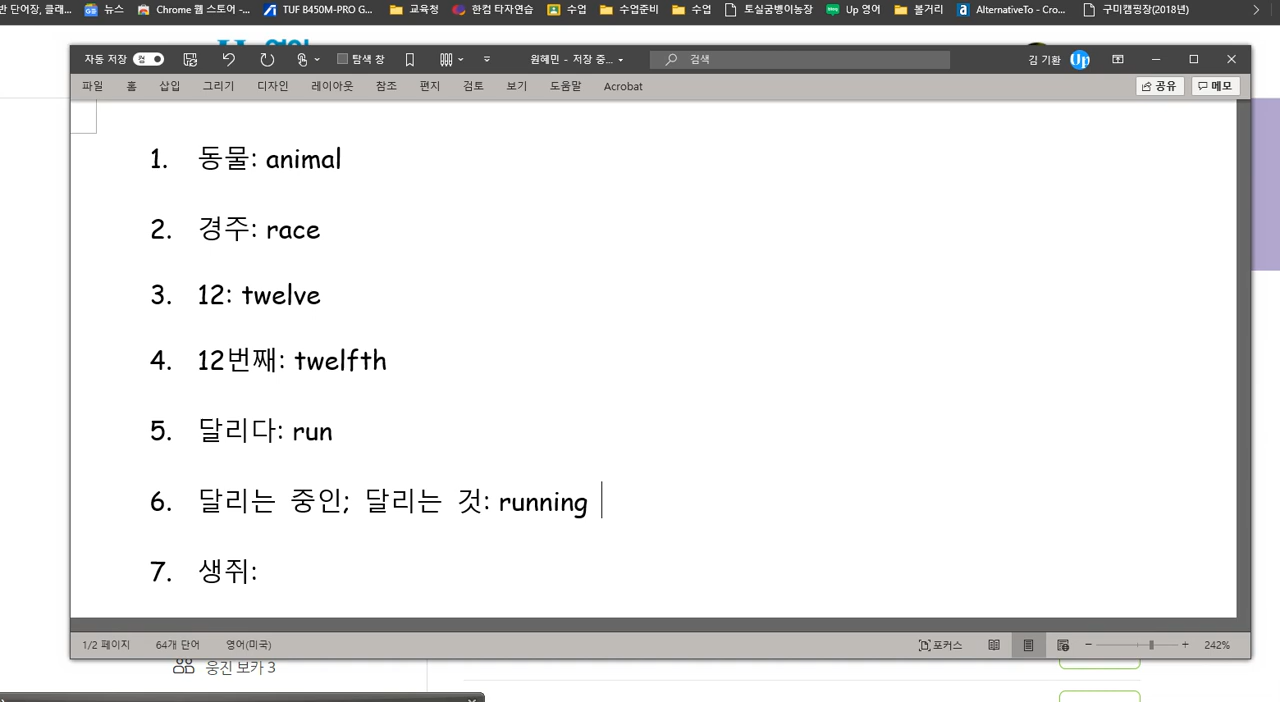 반 단어장, 클래... 뉴스 Chrome 웹 스토어 -... TUF B450M-PRO G... 교육청 한컴 타자연습 수업 수업준비 수업 토실굼벵이농장 Up 영어 볼거리 AlternativeTo - Cro... 구미캠핑장(2018년)
자동 저장 컴 탐색 창 원혜민 - 저장 중... 검색 김 기환 Up
파일 홈 삽입 그리기 디자인 레이아웃 참조 편지 검토 보기 도움말 Acrobat 공유 메모
1. 동물: animal
2. 경주: race
3. 12: twelve
4. 12번째: twelfth
5. 달리다: run
6. 달리는 중인; 달리는 것: running
7. 생쥐:
1/2 페이지 64개 단어 영어(미국) 포커스 242%
웅진 보카 3